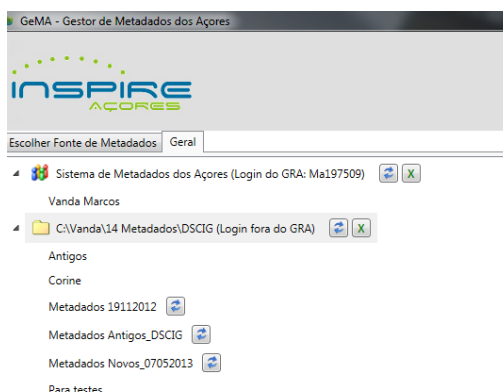 GeMA - Gestor de Metadados dos Açores
INSPIRE
AÇORES
Escolher Fonte de Metadados Geral
Sistema de Metadados dos Açores (Login do GRA: Ma197509) X
Vanda Marcos
C:\Vanda\14 Metadados\DSCIG (Login fora do GRA) X
Antigos
Corine
Metadados 19112012
Metadados Antigos_DSCIG
Metadados Novos_07052013
Para testes